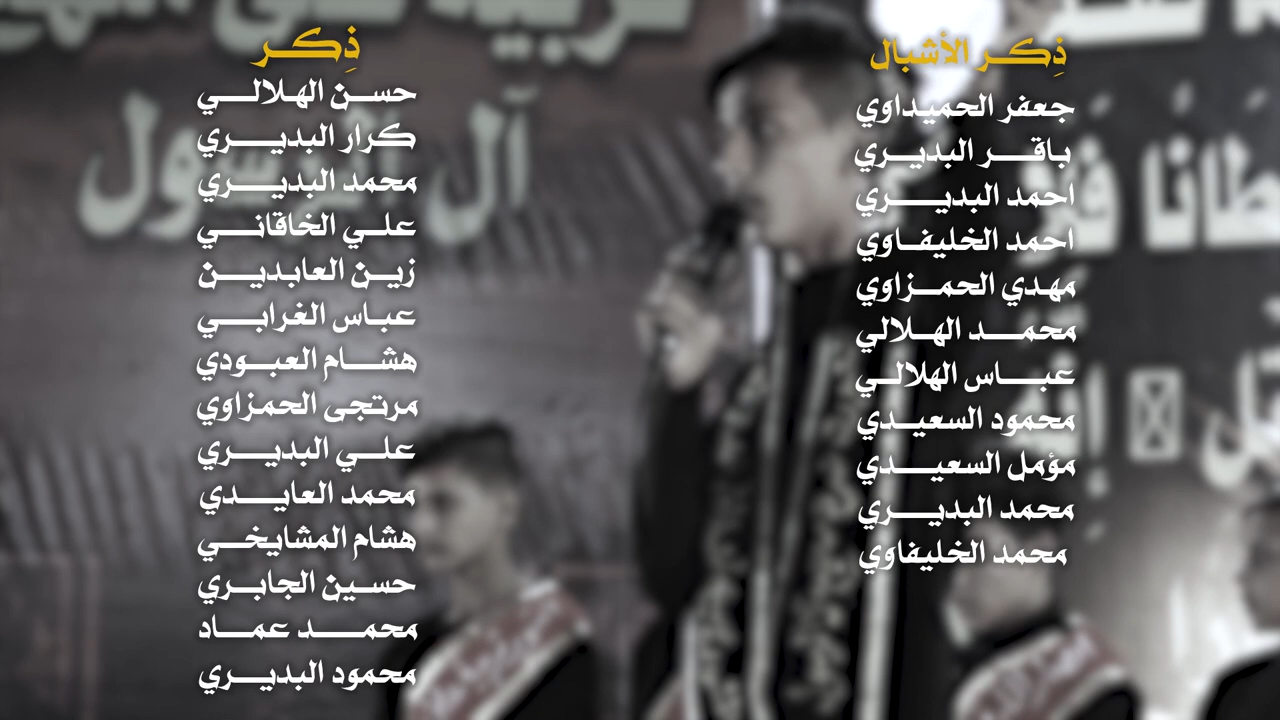 ذِكر الأشبال
جعفر الحميداوي
باقر البديري
احمد البديري
احمد الخليفاوي
مهدي الحمزاوي
محمد الهلالي
عباس الهلالي
محمود السعيدي
مؤمل السعيدي
محمد البديري
محمد الخليفاوي
ذِكر
حسن الهلالي
كرار البديري
محمد البديري
علي الخاقاني
زين العابدين
عباس الغرابي
هشام العبودي
مرتجى الحمزاوي
علي البديري
محمد العايدي
هشام المشايخي
حسين الجابري
محمد عماد
محمود البديري
آل الرسول